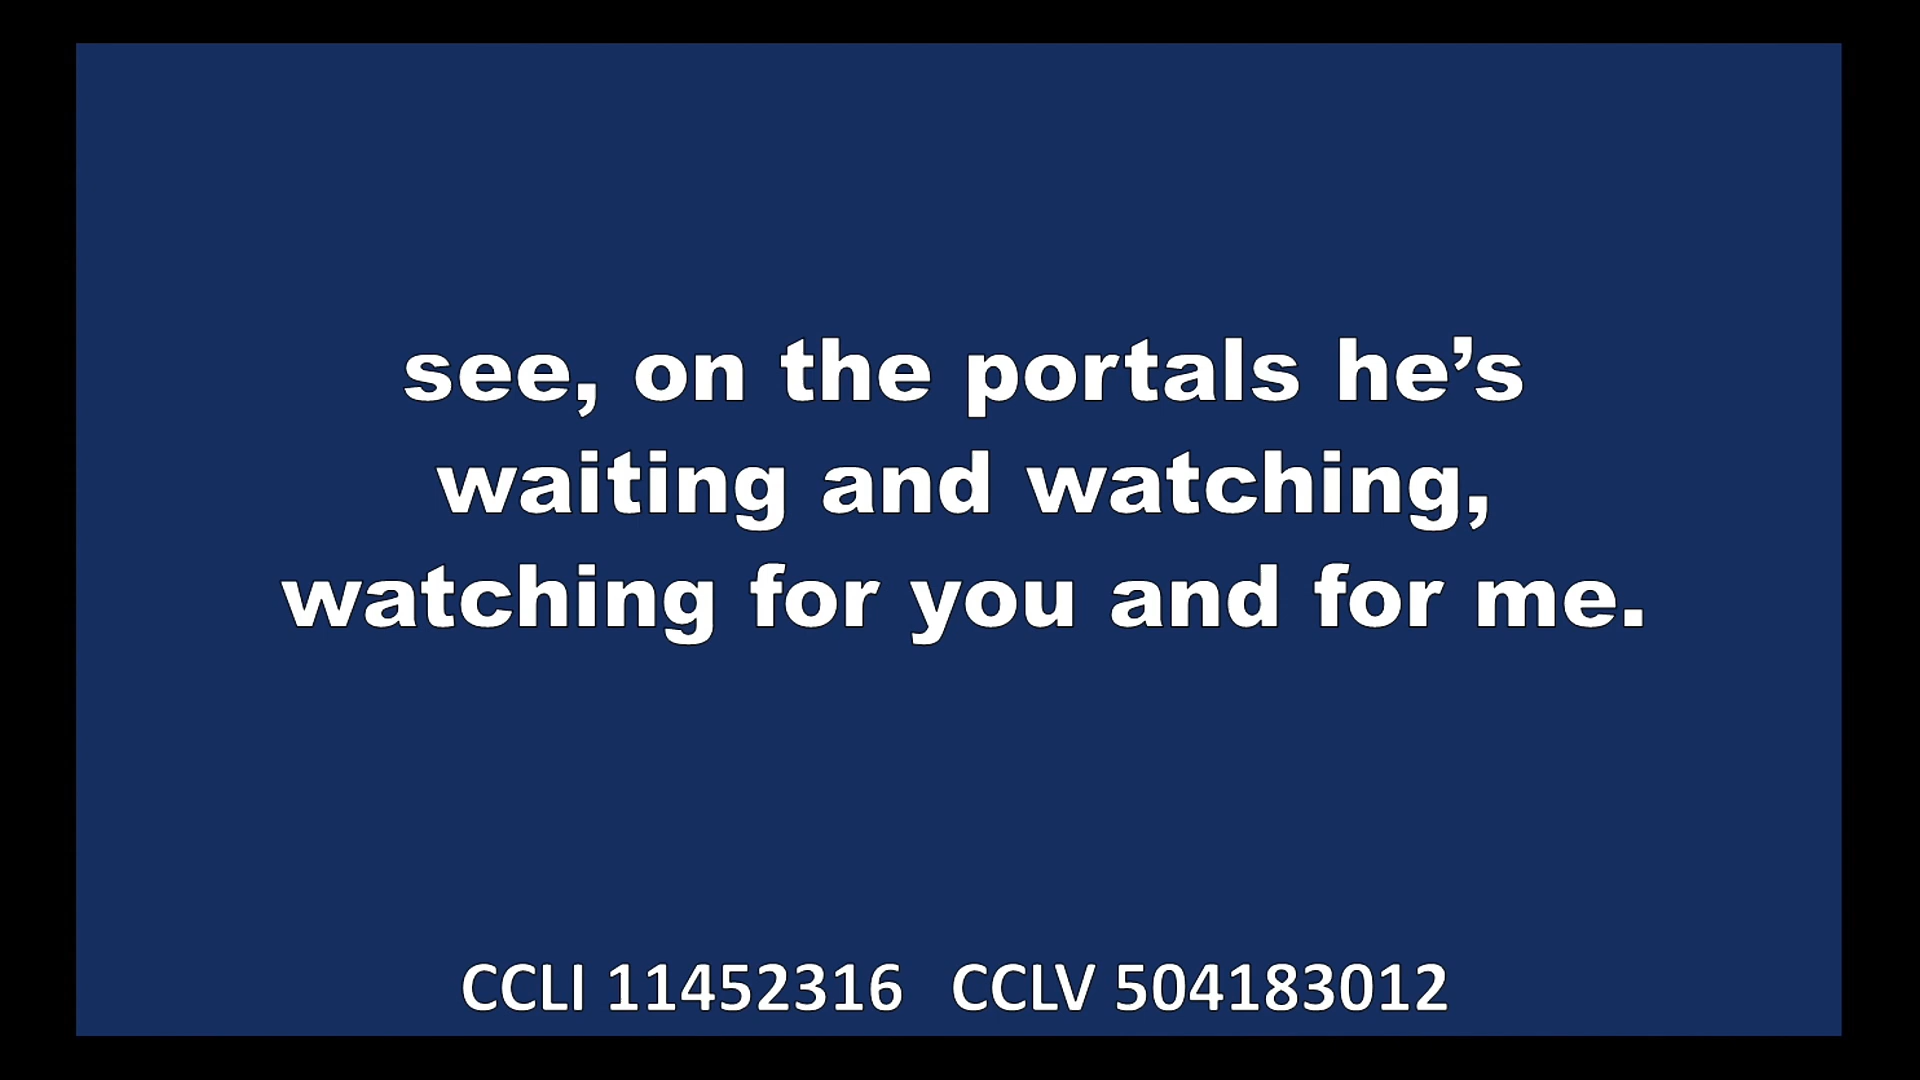 see, on the portals he’s
waiting and watching,
watching for you and for me.
CCLI 11452316   CCLV 504183012